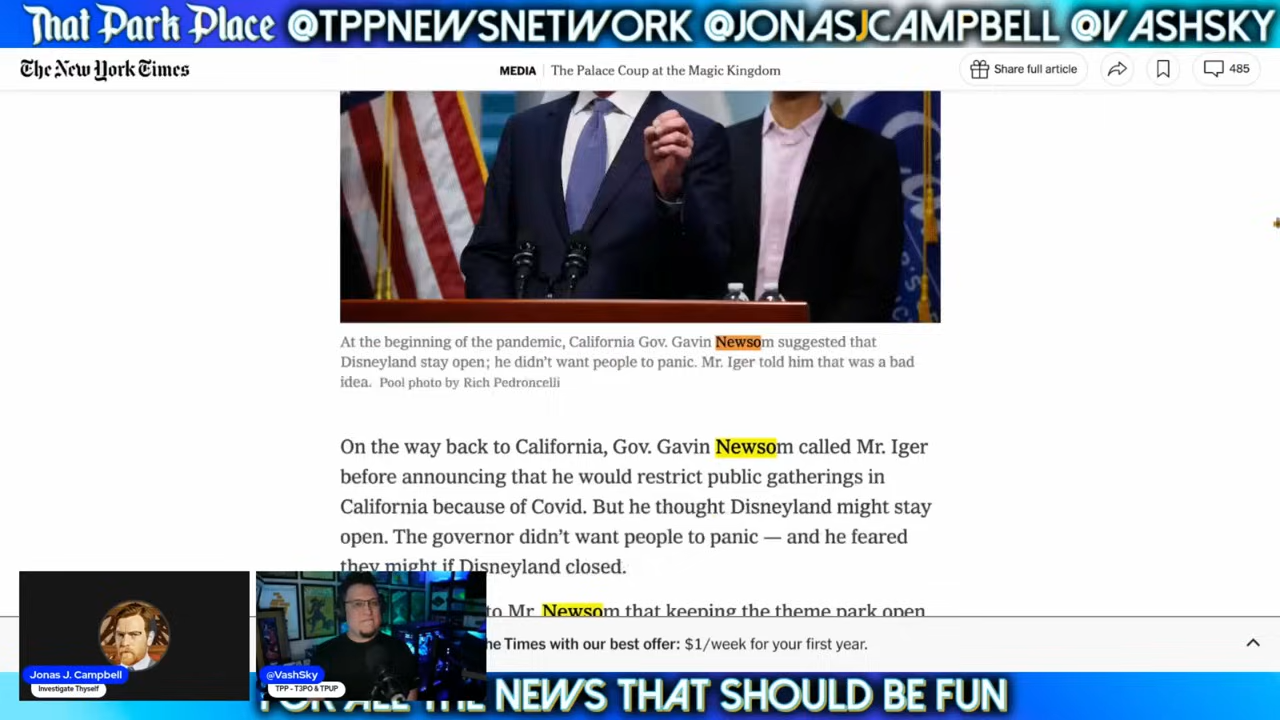 That Park Place @TPPNEWSNETWORK @JONASJCAMPBELL @VASHSKY
The New York Times
MEDIA | The Palace Coup at the Magic Kingdom
Share full article
485
At the beginning of the pandemic, California Gov. Gavin Newsom suggested that
Disneyland stay open; he didn’t want people to panic. Mr. Iger told him that was a bad
idea. Pool photo by Rich Pedroncelli
On the way back to California, Gov. Gavin Newsom called Mr. Iger
before announcing that he would restrict public gatherings in
California because of Covid. But he thought Disneyland might stay
open. The governor didn’t want people to panic — and he feared
they might if Disneyland closed.
to Mr. Newsom that keeping the theme park open
Times with our best offer: $1/week for your first year.
Jonas J. Campbell
Investigate Thyself
@VashSky
TPP - T3PO & TPUP
FOR ALL THE NEWS THAT SHOULD BE FUN